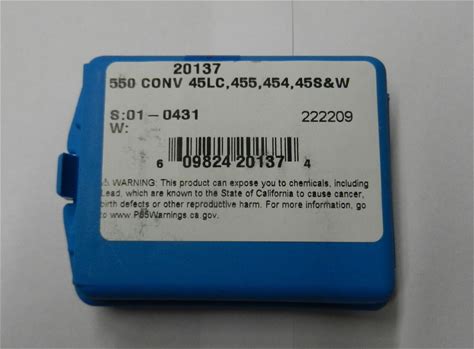 20137
550 CONV 45LC,455,454,45S&W
S:01-0431
222209
W:
6 09824 20137 4
⚠ WARNING: This product can expose you to chemicals, including
Lead, which are known to the State of California to cause cancer,
birth defects or other reproductive harm. For more information, go
to www.P65Warnings.ca.gov.